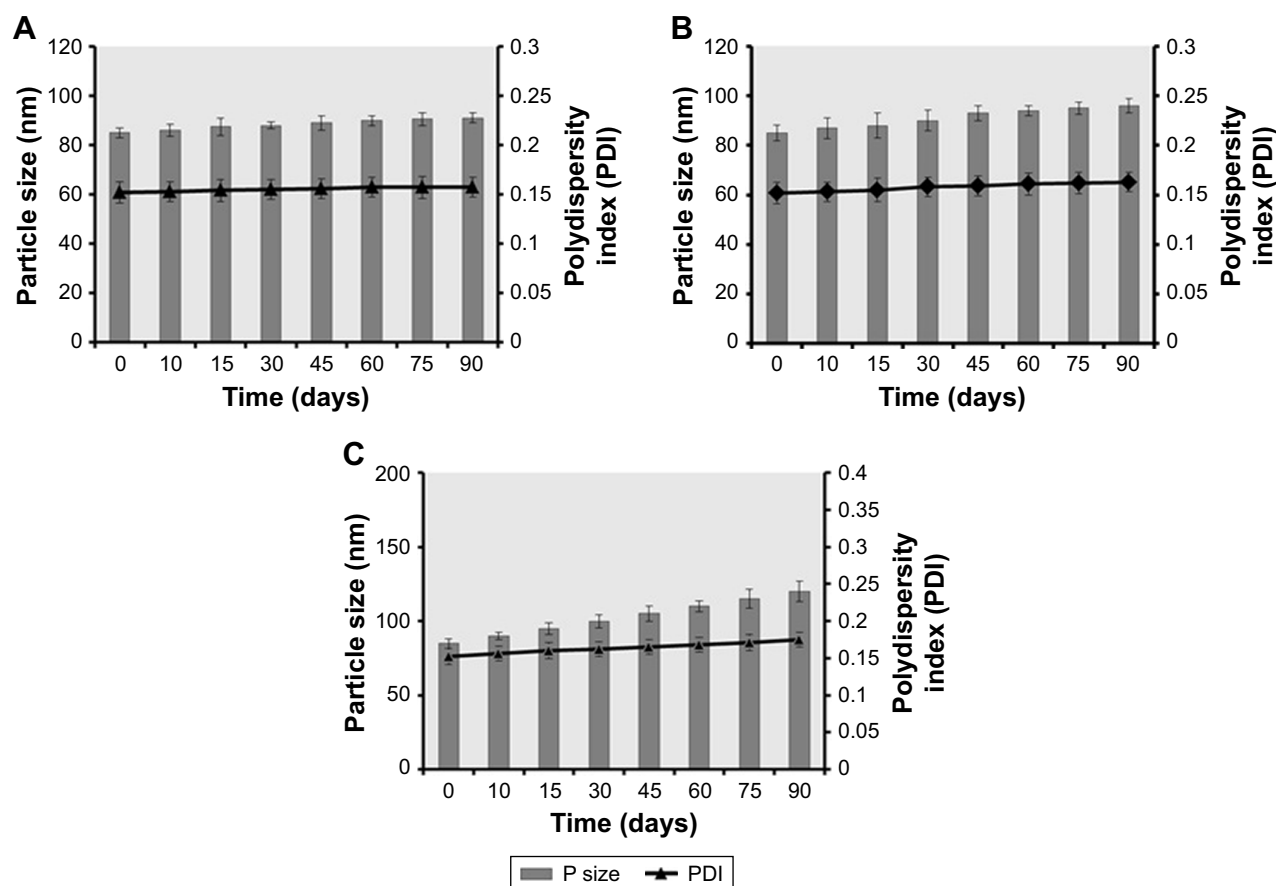 A
120
100
80
60
40
20
0
Particle size (nm)
0.3
0.25
0.2
0.15
0.1
0.05
0
Polydispersity
index (PDI)
0 10 15 30 45 60 75 90
Time (days)
B
120
100
80
60
40
20
0
Particle size (nm)
0.3
0.25
0.2
0.15
0.1
0.05
0
Polydispersity
index (PDI)
0 10 15 30 45 60 75 90
Time (days)
C
200
150
100
50
0
Particle size (nm)
0.4
0.35
0.3
0.25
0.2
0.15
0.1
0.05
0
Polydispersity
index (PDI)
0 10 15 30 45 60 75 90
Time (days)
P size PDI